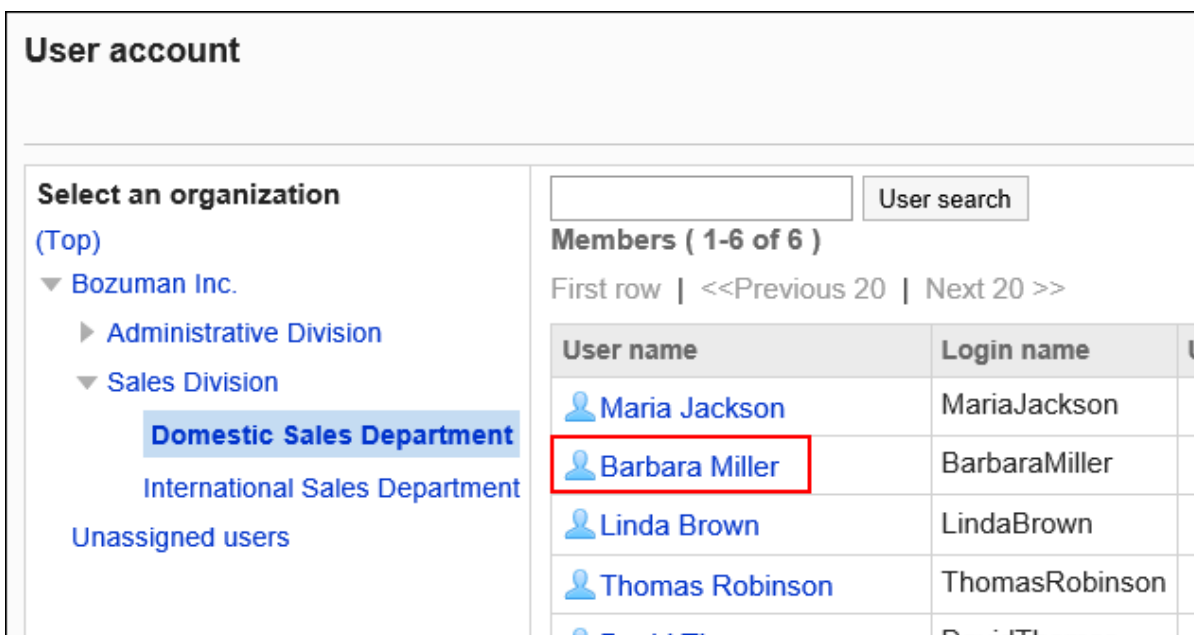 User account
Select an organization
(Top)
Bozuman Inc.
Administrative Division
Sales Division
Domestic Sales Department
International Sales Department
Unassigned users
User search
Members ( 1-6 of 6 )
First row | <<Previous 20 | Next 20 >>
User name Login name
Maria Jackson MariaJackson
Barbara Miller BarbaraMiller
Linda Brown LindaBrown
Thomas Robinson ThomasRobinson